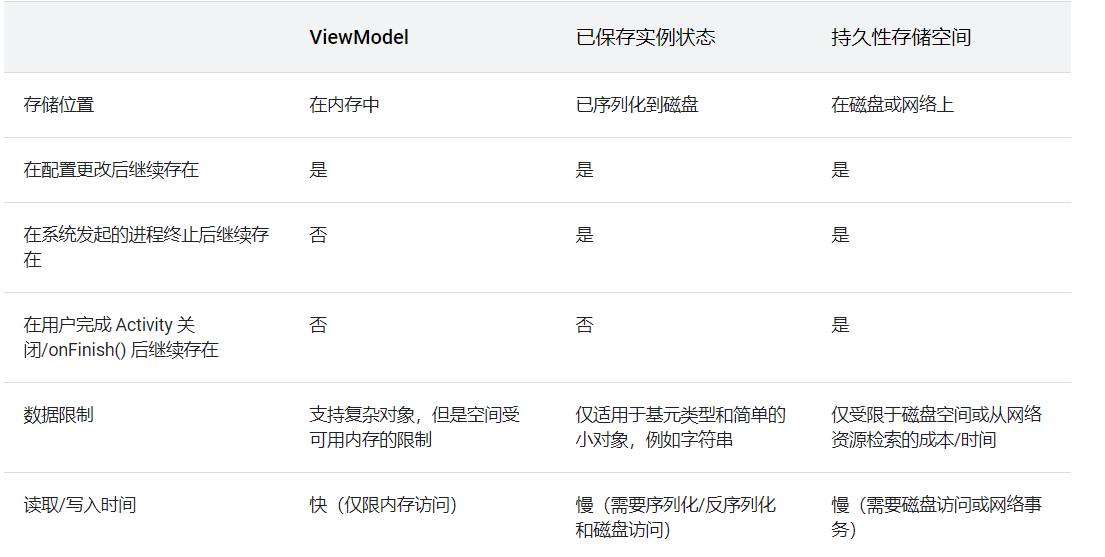 ViewModel 已保存实例状态 持久性存储空间
存储位置 在内存中 已序列化到磁盘 在磁盘或网络上
在配置更改后继续存在 是 是 是
在系统发起的进程终止后继续存 否 是 是
在
在用户完成 Activity 关 否 否 是
闭/onFinish() 后继续存在
数据限制 支持复杂对象，但是空间受 仅适用于基元类型和简单的 仅受限于磁盘空间或从网络
可用内存的限制 小对象，例如字符串 资源检索的成本/时间
读取/写入时间 快（仅限内存访问） 慢（需要序列化/反序列化 慢（需要磁盘访问或网络事
和磁盘访问） 务）